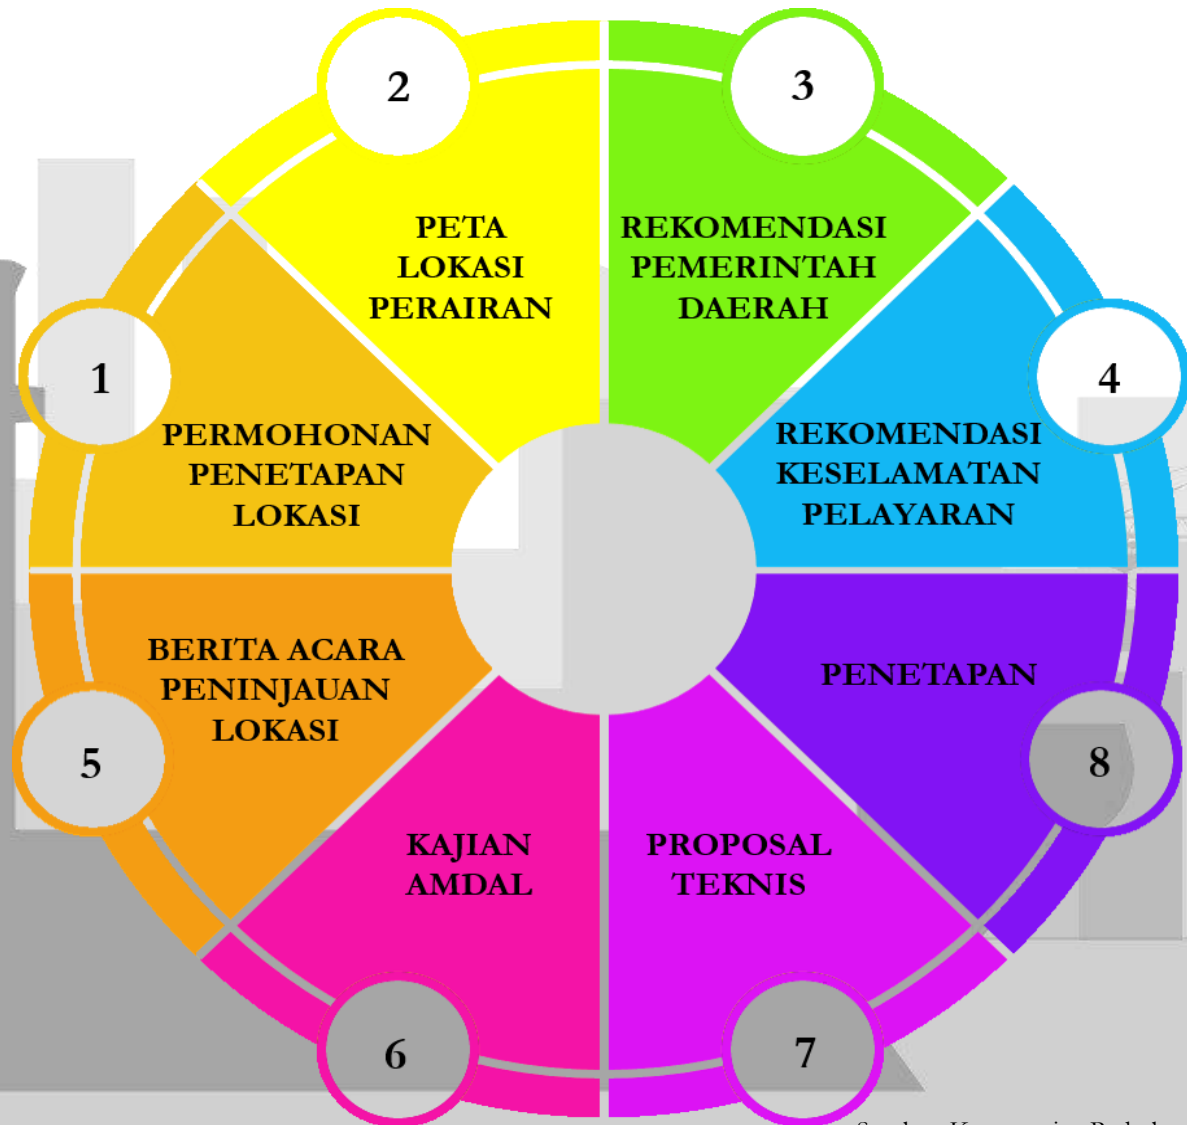 1
PERMOHONAN
PENETAPAN
LOKASI
2
PETA
LOKASI
PERAIRAN
3
REKOMENDASI
PEMERINTAH
DAERAH
4
REKOMENDASI
KESELAMATAN
PELAYARAN
5
BERITA ACARA
PENINJAUAN
LOKASI
6
KAJIAN
AMDAL
7
PROPOSAL
TEKNIS
8
PENETAPAN